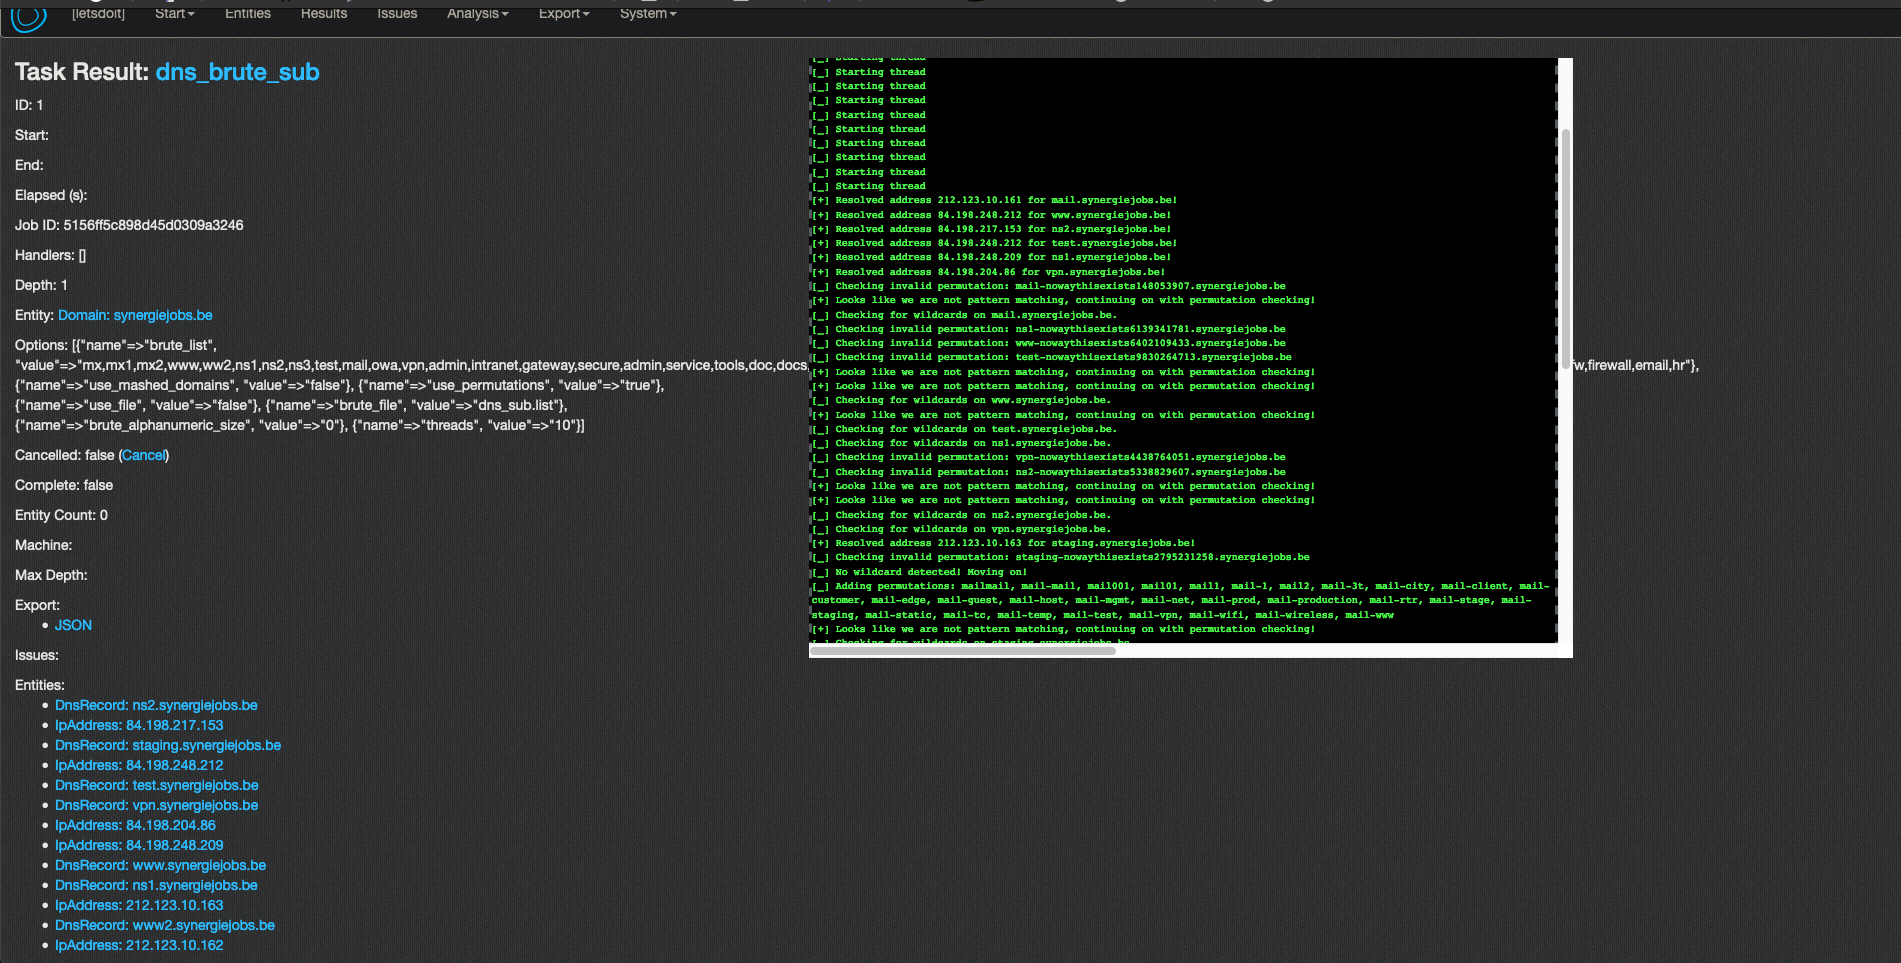 [letsdoit] Start Entities Results Issues Analysis Export System
Task Result: dns_brute_sub
ID: 1
Start:
End:
Elapsed (s):
Job ID: 5156ff5c898d45d0309a3246
Handlers: []
Depth: 1
Entity: Domain: synergiejobs.be
Options: [{"name"=>"brute_list",
"value"=>"mx,mx1,mx2,www,ww2,ns1,ns2,ns3,test,mail,owa,vpn,admin,intranet,gateway,secure,admin,service,tools,doc,docs,
w,firewall,email,hr"},
{"name"=>"use_mashed_domains", "value"=>"false"}, {"name"=>"use_permutations", "value"=>"true"},
{"name"=>"use_file", "value"=>"false"}, {"name"=>"brute_file", "value"=>"dns_sub.list"},
{"name"=>"brute_alphanumeric_size", "value"=>"0"}, {"name"=>"threads", "value"=>"10"}]
Cancelled: false (Cancel)
Complete: false
Entity Count: 0
Machine:
Max Depth:
Export:
• JSON
Issues:
Entities:
• DnsRecord: ns2.synergiejobs.be
• IpAddress: 84.198.217.153
• DnsRecord: staging.synergiejobs.be
• IpAddress: 84.198.248.212
• DnsRecord: test.synergiejobs.be
• DnsRecord: vpn.synergiejobs.be
• IpAddress: 84.198.204.86
• IpAddress: 84.198.248.209
• DnsRecord: www.synergiejobs.be
• DnsRecord: ns1.synergiejobs.be
• IpAddress: 212.123.10.163
• DnsRecord: www2.synergiejobs.be
• IpAddress: 212.123.10.162
[_] Starting thread
[_] Starting thread
[_] Starting thread
[_] Starting thread
[_] Starting thread
[_] Starting thread
[_] Starting thread
[_] Starting thread
[_] Starting thread
[_] Starting thread
[+] Resolved address 212.123.10.161 for mail.synergiejobs.be!
[+] Resolved address 84.198.248.212 for www.synergiejobs.be!
[+] Resolved address 84.198.217.153 for ns2.synergiejobs.be!
[+] Resolved address 84.198.248.212 for test.synergiejobs.be!
[+] Resolved address 84.198.248.209 for ns1.synergiejobs.be!
[+] Resolved address 84.198.204.86 for vpn.synergiejobs.be!
[_] Checking invalid permutation: mail-nowaythisexists148053907.synergiejobs.be
[+] Looks like we are not pattern matching, continuing on with permutation checking!
[_] Checking for wildcards on mail.synergiejobs.be.
[_] Checking invalid permutation: ns1-nowaythisexists6139341781.synergiejobs.be
[_] Checking invalid permutation: www-nowaythisexists6402109433.synergiejobs.be
[_] Checking invalid permutation: test-nowaythisexists9830264713.synergiejobs.be
[+] Looks like we are not pattern matching, continuing on with permutation checking!
[+] Looks like we are not pattern matching, continuing on with permutation checking!
[_] Checking for wildcards on www.synergiejobs.be.
[+] Looks like we are not pattern matching, continuing on with permutation checking!
[_] Checking for wildcards on test.synergiejobs.be.
[_] Checking for wildcards on ns1.synergiejobs.be.
[_] Checking invalid permutation: vpn-nowaythisexists4438764051.synergiejobs.be
[_] Checking invalid permutation: ns2-nowaythisexists5338829607.synergiejobs.be
[+] Looks like we are not pattern matching, continuing on with permutation checking!
[+] Looks like we are not pattern matching, continuing on with permutation checking!
[_] Checking for wildcards on ns2.synergiejobs.be.
[_] Checking for wildcards on vpn.synergiejobs.be.
[+] Resolved address 212.123.10.163 for staging.synergiejobs.be!
[_] Checking invalid permutation: staging-nowaythisexists2795231258.synergiejobs.be
[_] No wildcard detected! Moving on!
[_] Adding permutations: mailmail, mail-mail, mail001, mail01, mail1, mail-1, mail2, mail-3t, mail-city, mail-client, mail-
customer, mail-edge, mail-guest, mail-host, mail-mgmt, mail-net, mail-prod, mail-production, mail-rtr, mail-stage, mail-
staging, mail-static, mail-tc, mail-temp, mail-test, mail-vpn, mail-wifi, mail-wireless, mail-www
[+] Looks like we are not pattern matching, continuing on with permutation checking!
[_] Checking for wildcards on staging.synergiejobs.be.